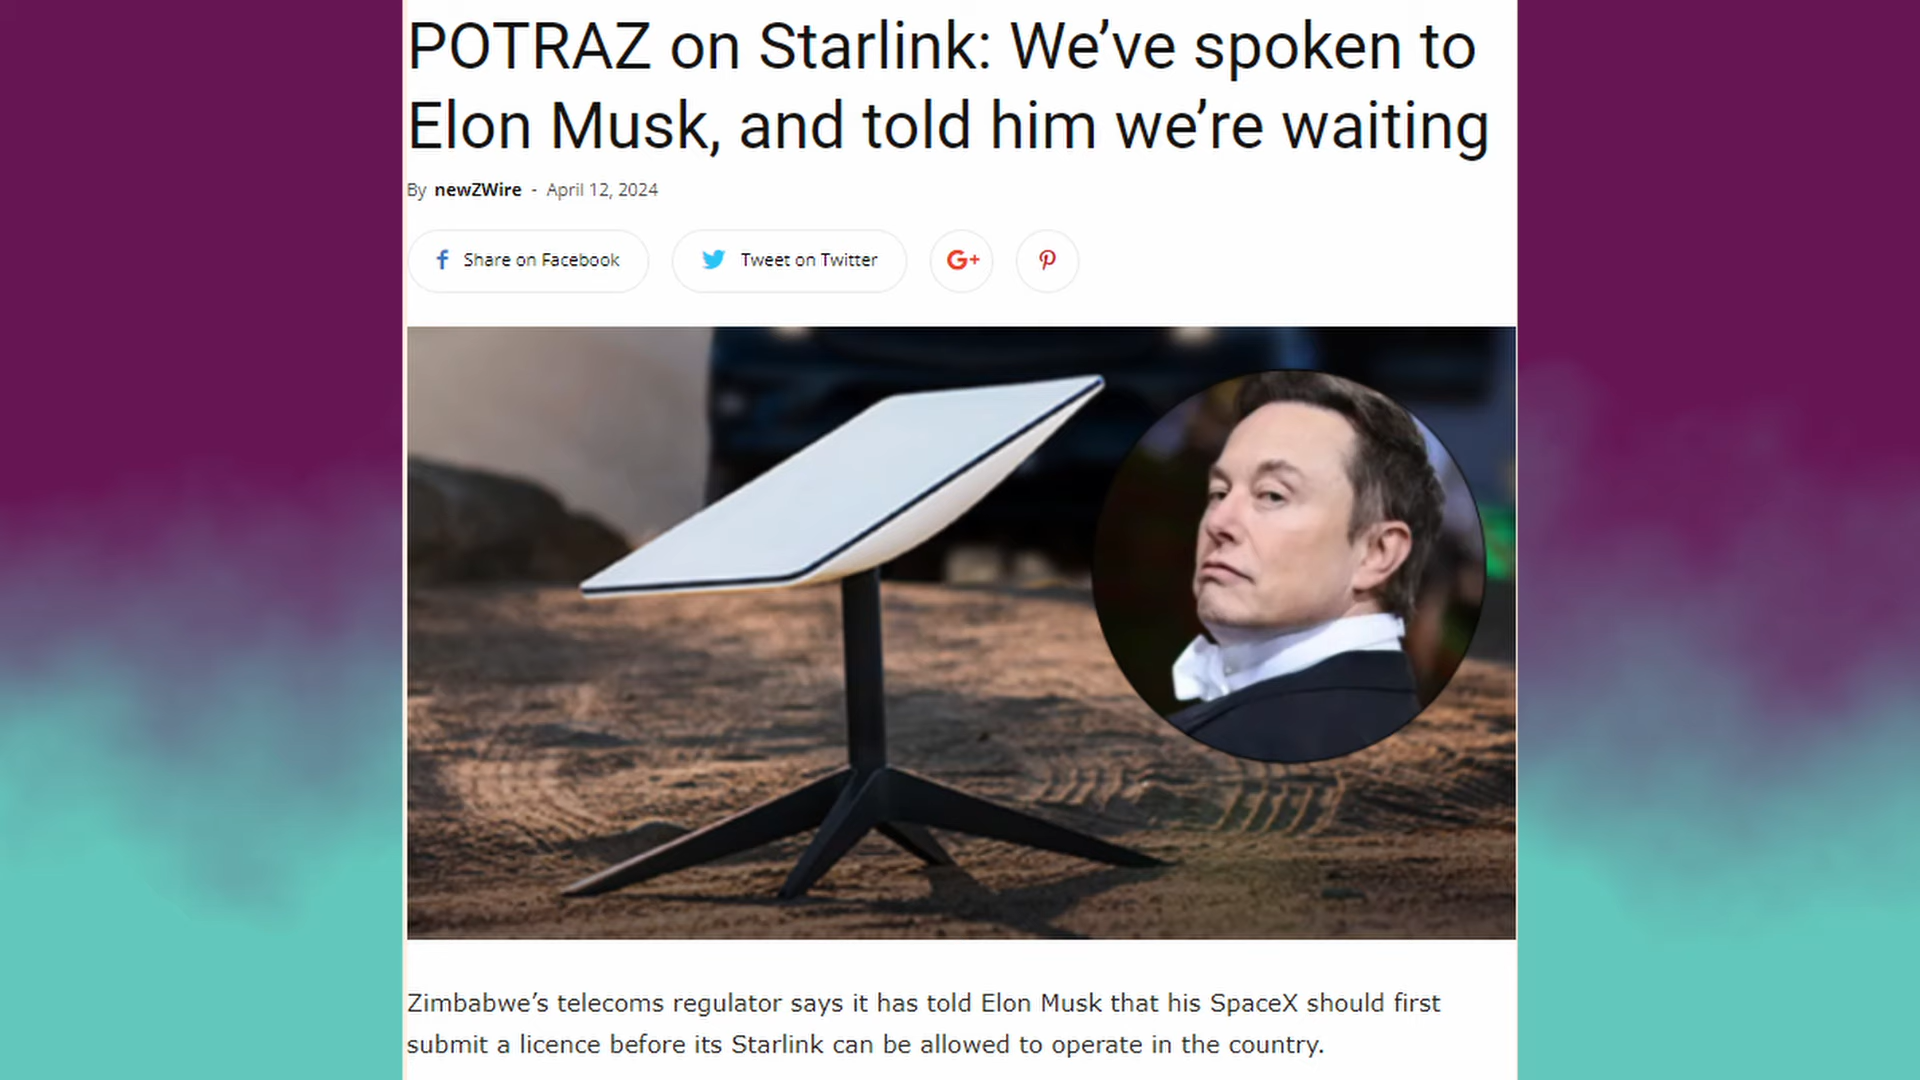 POTRAZ on Starlink: We’ve spoken to
Elon Musk, and told him we’re waiting
By newZWire - April 12, 2024
Share on Facebook
Tweet on Twitter
G+
Zimbabwe’s telecoms regulator says it has told Elon Musk that his SpaceX should first
submit a licence before its Starlink can be allowed to operate in the country.